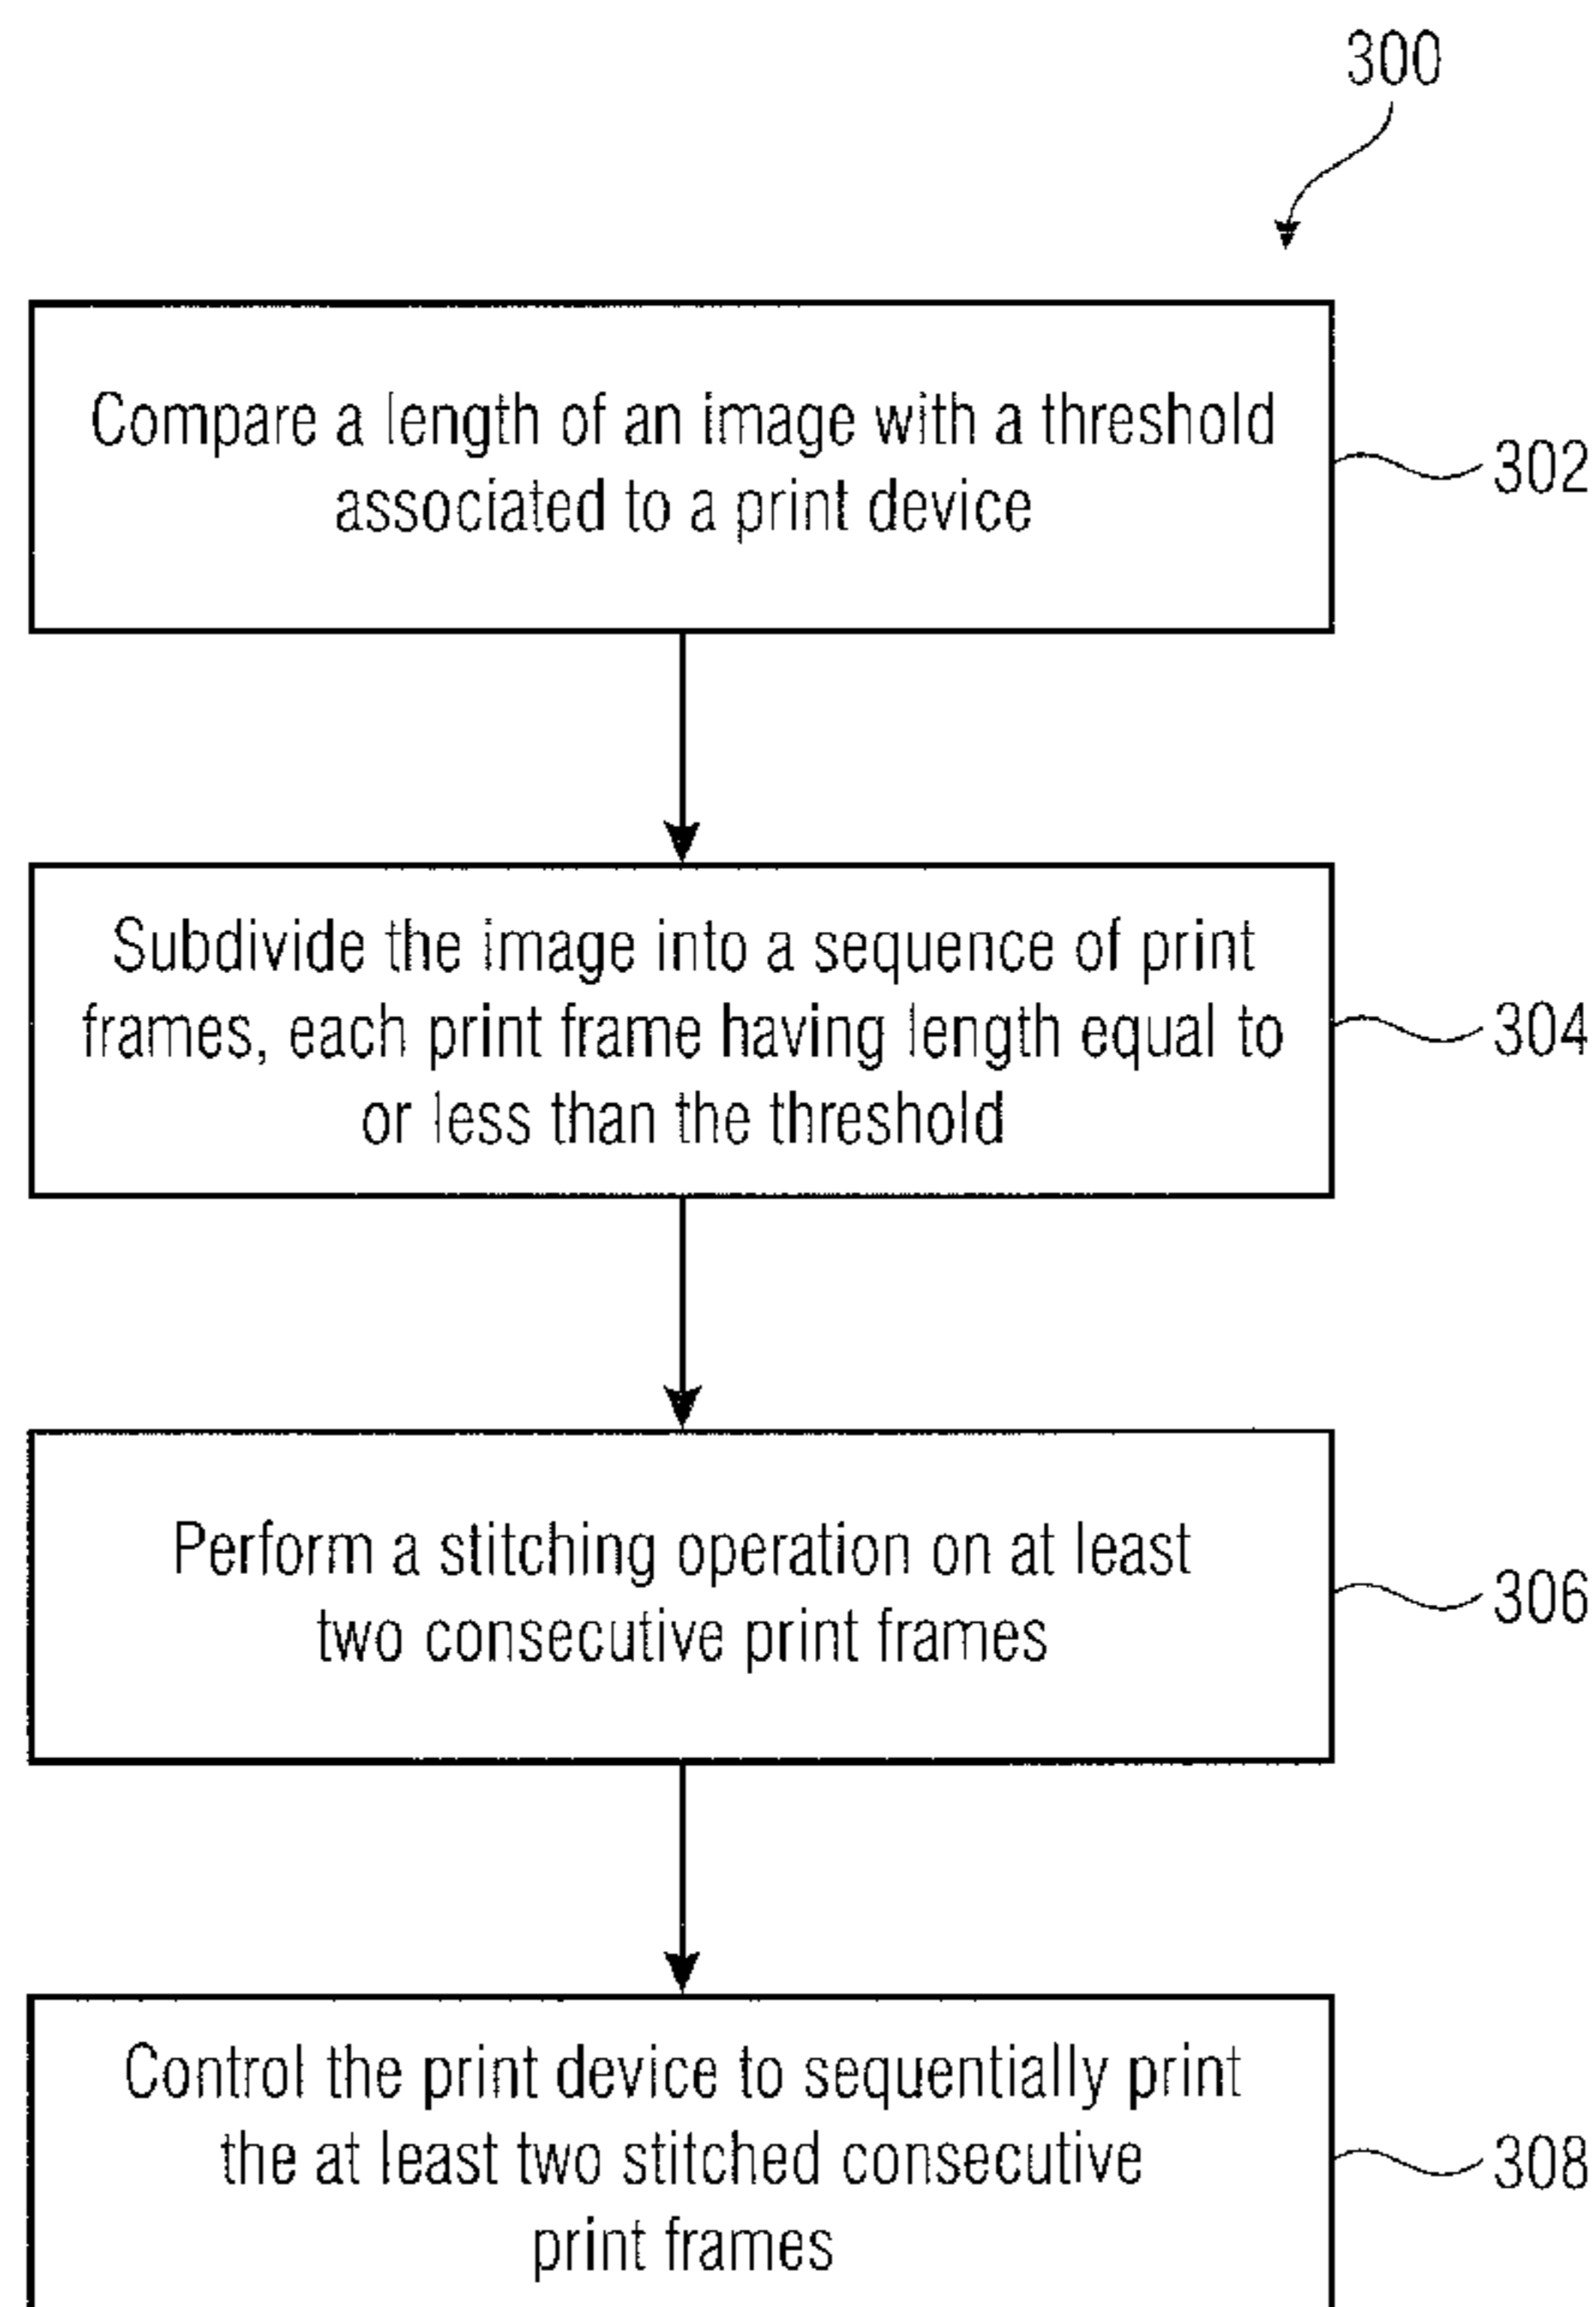 300
Compare a length of an image with a threshold
associated to a print device
302
Subdivide the image into a sequence of print
frames, each print frame having length equal to
or less than the threshold
304
Perform a stitching operation on at least
two consecutive print frames
306
Control the print device to sequentially print
the at least two stitched consecutive
print frames
308